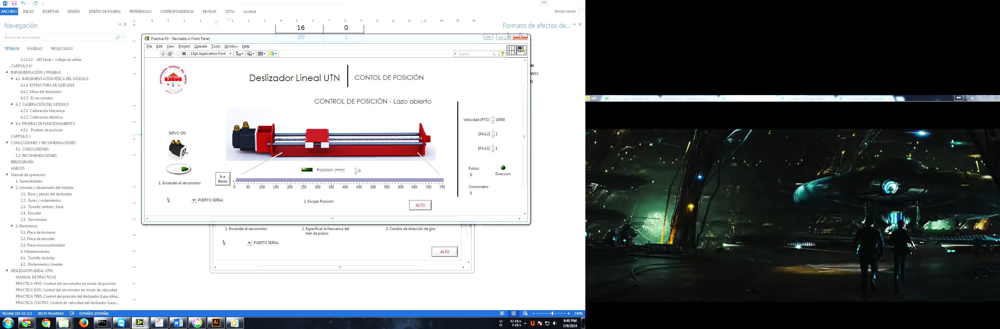 ARCHIVO INICIO INSERTAR DISEÑO DISEÑO DE PÁGINA REFERENCIAS CORRESPONDENCIA REVISAR VISTA Acrobat Iniciar sesión
4 3 2 1 1 2 3 4 5 6 7 8 9 10 11 12 13 14 15 16
Navegación
Buscar en documento
TÍTULOS PÁGINAS RESULTADOS
3.3.2.12. API Serial – Voltaje de salida.
CAPITULO IV
IMPLEMENTACIÓN Y PRUEBAS
4.1 IMPLEMENTACIÓN FÍSICA DEL MÓDULO
4.1.1 ESTRUCTURA DE SUJECIÓN
4.1.2 Mesa del deslizador
4.1.3 El servomotor
4.2 CALIBRACIÓN DEL MÓDULO
4.2.1 Calibración Mecánica
4.2.2 Calibración eléctrica
4.3 PRUEBAS DE FUNCIONAMIENTO
4.3.1 Pruebas de posición
CAPITULO V
CONCLUSIONES Y RECOMENDACIONES
5.1 CONCLUSIONES
5.2 RECOMENDACIONES
BIBLIOGRAFÍA
ANEXOS
Manual de operación
1. Generalidades
2. Armado y desarmado del módulo
2.1. Base y placas del deslizador
2.2. Guías y rodamientos
2.3. Tornillo central y base
2.4. Encoder
2.5. Servomotor
3. Electrónica
3.1. Placa de borneras
3.2. Placa de encoder
3.3. Placa microcontrolador
4. Mantenimiento
4.1. Tornillo de bolas
4.2. Rodamientos Lineales
DESLIZADOR LINEAL UTN
MANUAL DE PRÁCTICAS
PRACTICA UNO: Control del servomotor en modo de posición
PRACTICA DOS: Control del servomotor en modo de velocidad
PRACTICA TRES: Control del posición del deslizador (Lazo Abie...
PRACTICA CUATRO: Control de velocidad del deslizador (Lazo...
16 0
20 1
Formato de efectos de...
N
AVES
D
Practica 03 - Revisado.vi Front Panel
File Edit View Project Operate Tools Window Help
15pt Application Font
Search
UNIVERSIDAD TECNICA DEL NORTE
UTN
IBARRA - ECUADOR
Deslizador Lineal UTN CONTOL DE POSICIÓN
CONTROL DE POSICIÓN - Lazo abierto
SERVO ON
1. Encender el servomotor
Velocidad (PTO) 10000
[PA:12] 1
[PA:13] 1
Pulsos
0
Direccion
Cronometro
0
Posicion (mm) 0
Ir a
Inicio
0 50 100 150 200 250 300 350 400 450 500 550 600 650 700 750
PUERTO SERIAL
2. Escojer Posición
ALTO
1. Encender el servomotor
2. Especificar la frecuenca del
tren de pulsos
3. Cambio de dirección de giro
PUERTO SERIAL
ALTO
PÁGINA 105 DE 112 20174 PALABRAS ESPAÑOL (ESPAÑA) 140%
U: 42 kB/s
D: 4 kB/s
8:40 PM
7/9/2014